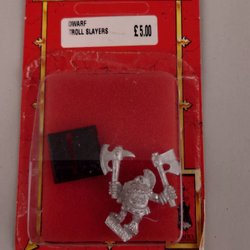 DWARF
TROLL SLAYERS
£5.00